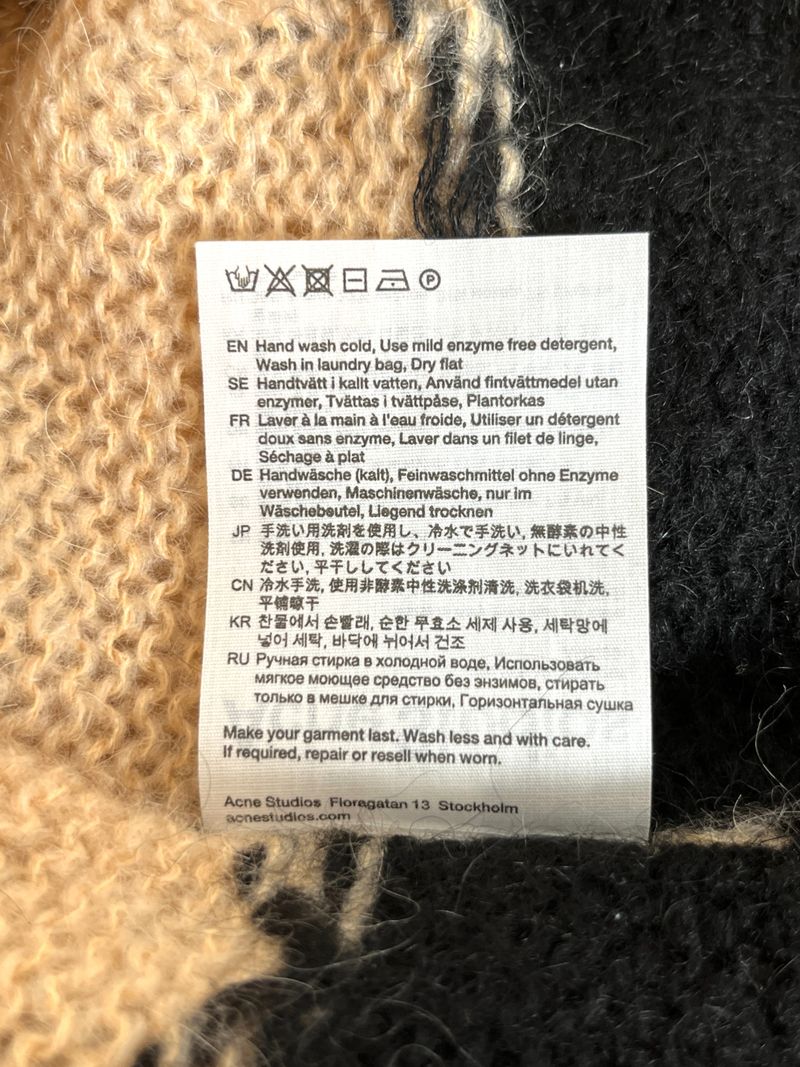 EN Hand wash cold, Use mild enzyme free detergent,
Wash in laundry bag, Dry flat
SE Handtvätt i kallt vatten, Använd fintvättmedel utan
enzymer, Tvättas i tvättpåse, Plantorkas
FR Laver à la main à l'eau froide, Utiliser un détergent
doux sans enzyme, Laver dans un filet de linge,
Séchage à plat
DE Handwäsche (kalt), Feinwaschmittel ohne Enzyme
verwenden, Maschinenwäsche, nur im
Wäschebeutel, Liegend trocknen
JP 手洗い用洗剤を使用し、冷水で手洗い, 無酵素の中性
洗剤使用, 洗濯の際はクリーニングネットにいれてく
ださい, 平干ししてください
CN 冷水手洗, 使用非酵素中性洗涤剂清洗, 洗衣袋机洗,
平铺晾干
KR 찬물에서 손빨래, 순한 무효소 세제 사용, 세탁망에
넣어 세탁, 바닥에 뉘어서 건조
RU Ручная стирка в холодной воде, Использовать
мягкое моющее средство без энзимов, стирать
только в мешке для стирки, Горизонтальная сушка
Make your garment last. Wash less and with care.
If required, repair or resell when worn.
Acne Studios Floragatan 13 Stockholm
acnestudios.com